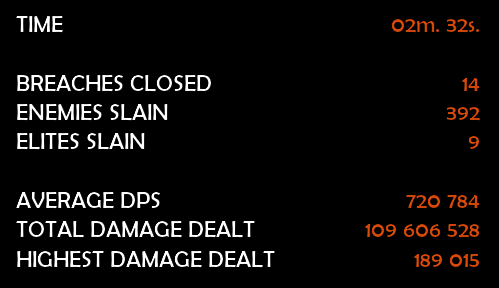 TIME 02m. 32s.
BREACHES CLOSED 14
ENEMIES SLAIN 392
ELITES SLAIN 9
AVERAGE DPS 720 784
TOTAL DAMAGE DEALT 109 606 528
HIGHEST DAMAGE DEALT 189 015